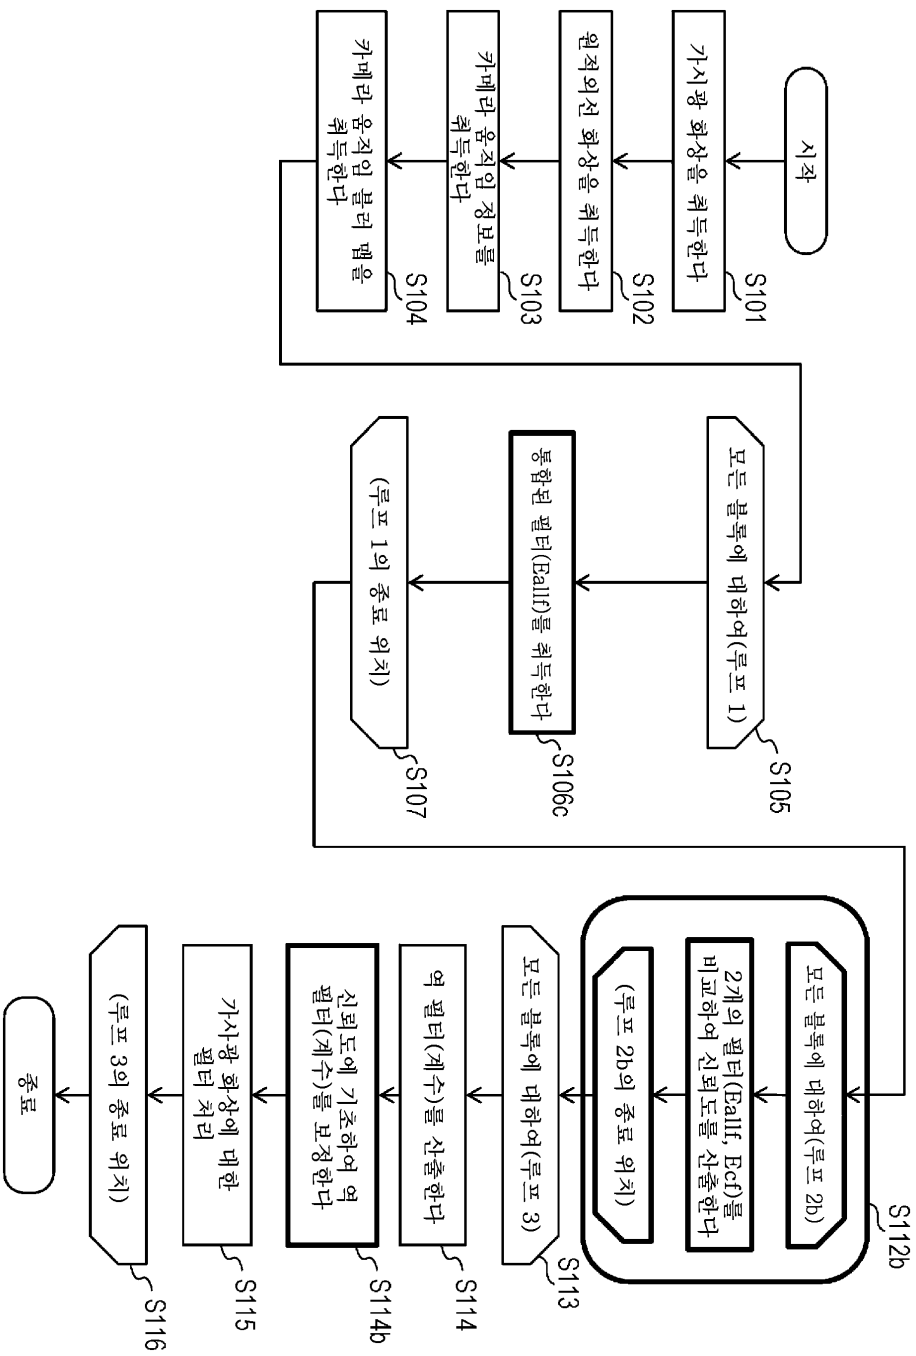 시작
가시광 화상을 취득한다
S101
원적외선 화상을 취득한다
S102
카메라 움직임 정보를
취득한다
S103
카메라 움직임 블러 맵을
취득한다
S104
모든 블록에 대하여(루프 1)
S105
통합된 필터(Eallf)를 취득한다
S106c
(루프 1의 종료 위치)
S107
모든 블록에 대하여(루프 2b)
2개의 필터(Eallf, Ecf)를
비교하여 신뢰도를 산출한다
(루프 2b의 종료 위치)
S112b
모든 블록에 대하여(루프 3)
S113
역 필터(계수)를 산출한다
S114
신뢰도에 기초하여 역
필터(계수)를 보정한다
S114b
가사광 화상에 대한
필터 처리
S115
(루프 3의 종료 위치)
S116
종료